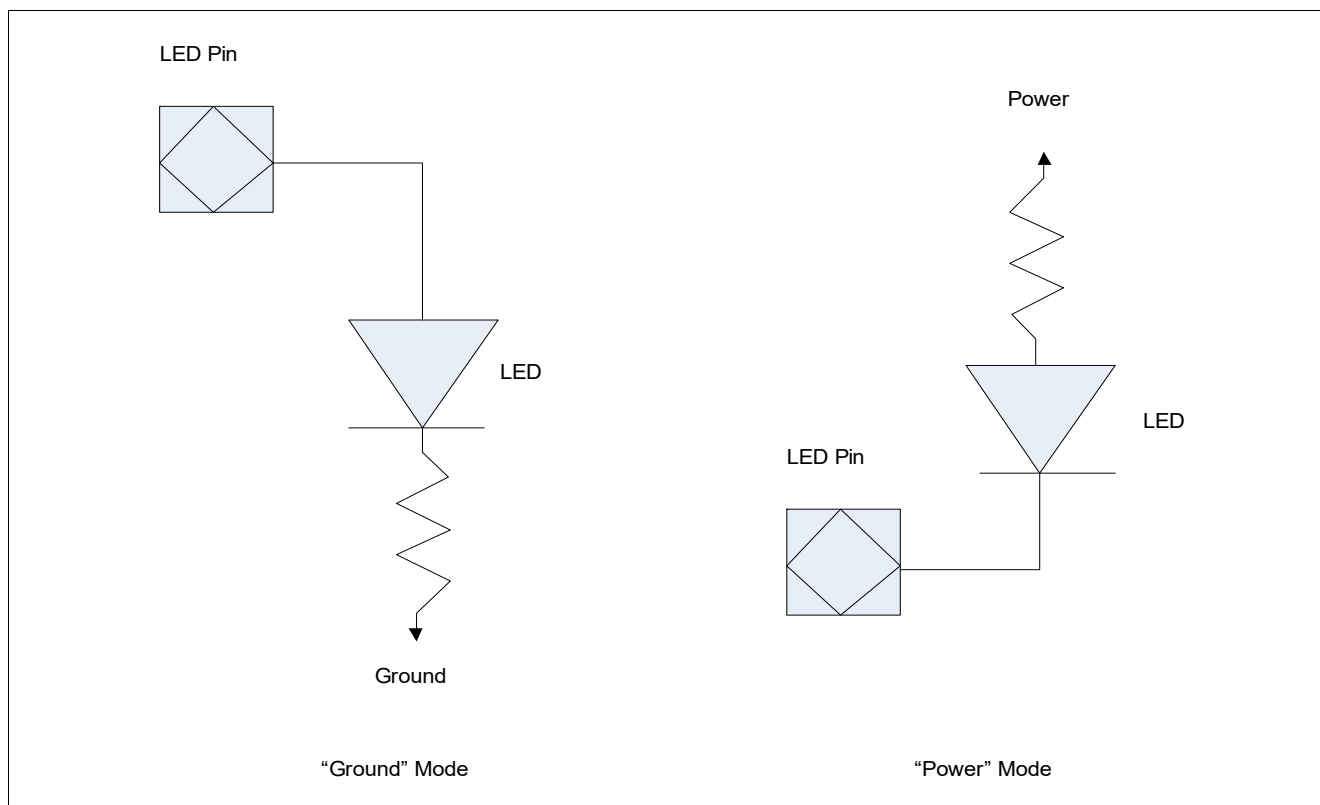 LED Pin
Power
LED
LED
LED Pin
Ground
“Ground” Mode
“Power” Mode